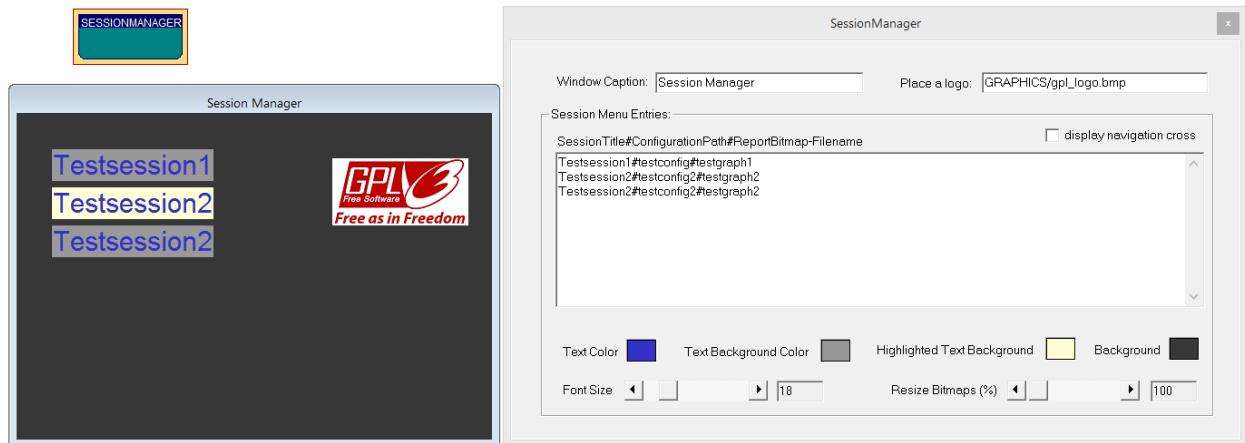 SESSIONMANAGER
Session Manager
Testsession1
Testsession2
Testsession2
GPLV3
Free Software
Free as in Freedom
SessionManager
x
Window Caption: Session Manager
Place a logo: GRAPHICS/gpl_logo.bmp
Session Menu Entries:
SessionTitle#ConfigurationPath#ReportBitmap-Filename
display navigation cross
Testsession1#testconfig#testgraph1
Testsession2#testconfig2#testgraph2
Testsession2#testconfig2#testgraph2
Text Color
Text Background Color
Highlighted Text Background
Background
Font Size
18
Resize Bitmaps (%)
100